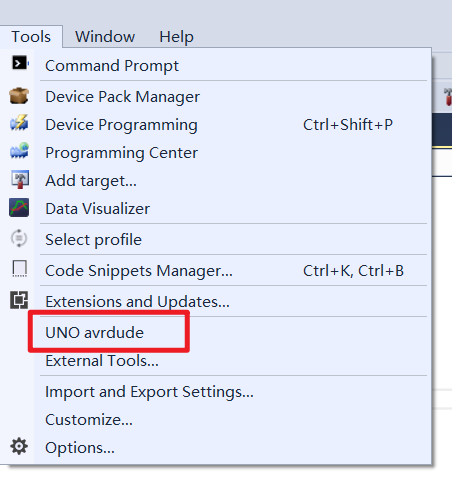 Tools Window Help
Command Prompt
Device Pack Manager
Device Programming Ctrl+Shift+P
Programming Center
Add target...
Data Visualizer
Select profile
Code Snippets Manager... Ctrl+K, Ctrl+B
Extensions and Updates...
UNO avrdude
External Tools...
Import and Export Settings...
Customize...
Options...